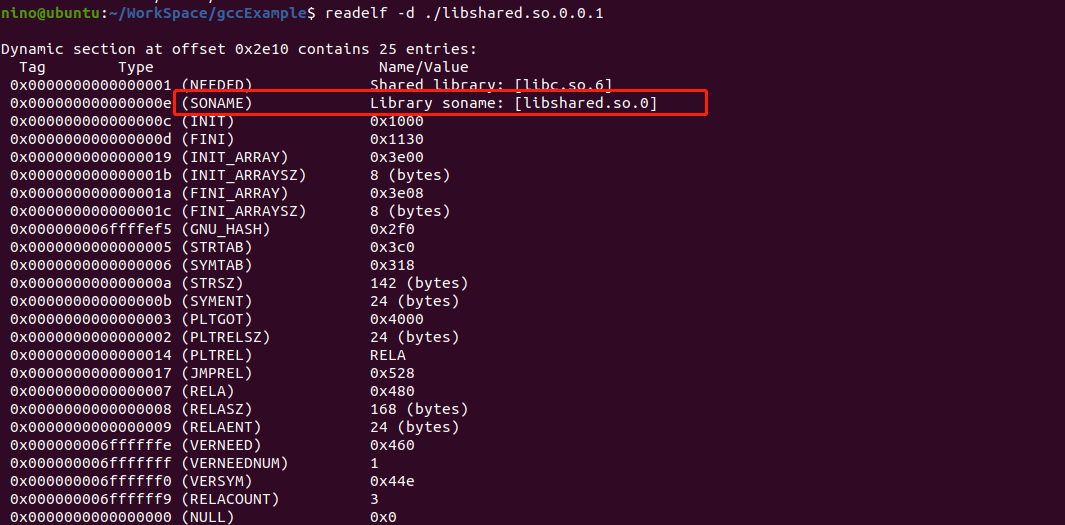 nino@ubuntu:~/WorkSpace/gccExample$ readelf -d ./libshared.so.0.0.1
Dynamic section at offset 0x2e10 contains 25 entries:
Tag Type Name/Value
0x0000000000000001 (NEEDED) Shared library: [libc.so.6]
0x000000000000000e (SONAME) Library soname: [libshared.so.0]
0x000000000000000c (INIT) 0x1000
0x000000000000000d (FINI) 0x1130
0x0000000000000019 (INIT_ARRAY) 0x3e00
0x000000000000001b (INIT_ARRAYSZ) 8 (bytes)
0x000000000000001a (FINI_ARRAY) 0x3e08
0x000000000000001c (FINI_ARRAYSZ) 8 (bytes)
0x000000006ffffef5 (GNU_HASH) 0x2f0
0x0000000000000005 (STRTAB) 0x3c0
0x0000000000000006 (SYMTAB) 0x318
0x000000000000000a (STRSZ) 142 (bytes)
0x000000000000000b (SYMENT) 24 (bytes)
0x0000000000000003 (PLTGOT) 0x4000
0x0000000000000002 (PLTRELSZ) 24 (bytes)
0x0000000000000014 (PLTREL) RELA
0x0000000000000017 (JMPREL) 0x528
0x0000000000000007 (RELA) 0x480
0x0000000000000008 (RELASZ) 168 (bytes)
0x0000000000000009 (RELAENT) 24 (bytes)
0x000000006ffffffe (VERNEED) 0x460
0x000000006fffffff (VERNEEDNUM) 1
0x000000006ffffff0 (VERSYM) 0x44e
0x000000006ffffff9 (RELACOUNT) 3
0x0000000000000000 (NULL) 0x0